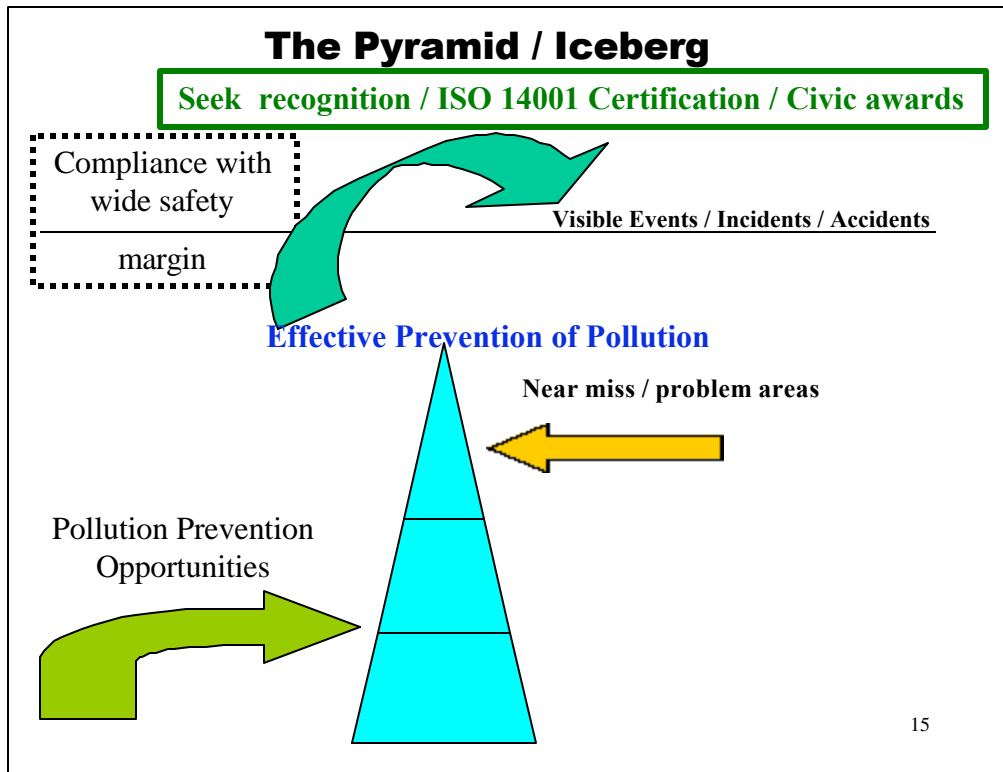 The Pyramid / Iceberg
Seek recognition / ISO 14001 Certification / Civic awards
Compliance with
wide safety
margin
Visible Events / Incidents / Accidents
Effective Prevention of Pollution
Near miss / problem areas
Pollution Prevention
Opportunities
15